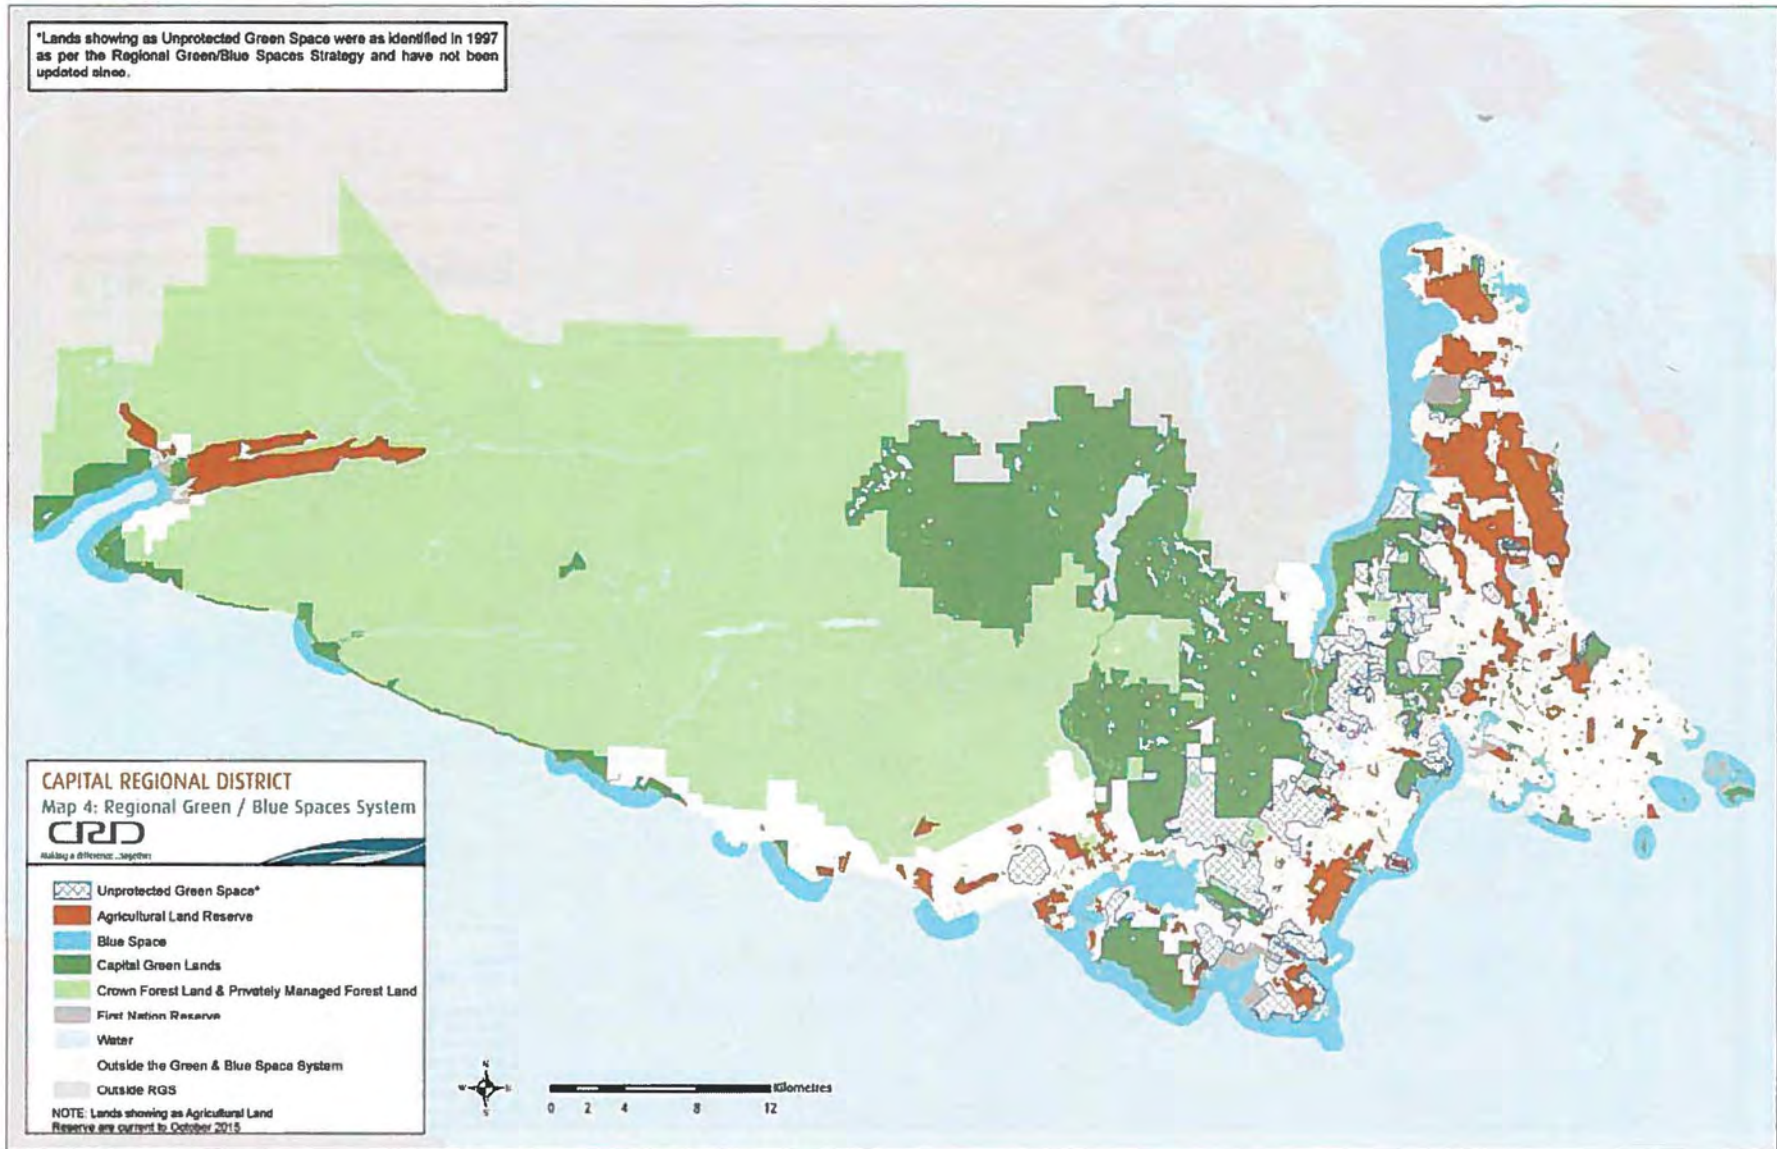 *Lands showing as Unprotected Green Space were as identified in 1997
as per the Regional Green/Blue Spaces Strategy and have not been
updated since.
CAPITAL REGIONAL DISTRICT
Map 4: Regional Green / Blue Spaces System
CRD
Making a difference...together
Unprotected Green Space*
Agricultural Land Reserve
Blue Space
Capital Green Lands
Crown Forest Land & Privately Managed Forest Land
First Nation Reserve
Water
Outside the Green & Blue Space System
Outside RGS
NOTE: Lands showing as Agricultural Land
Reserve are current to October 2015
N
W
S
Kilometres
0 2 4 8 12